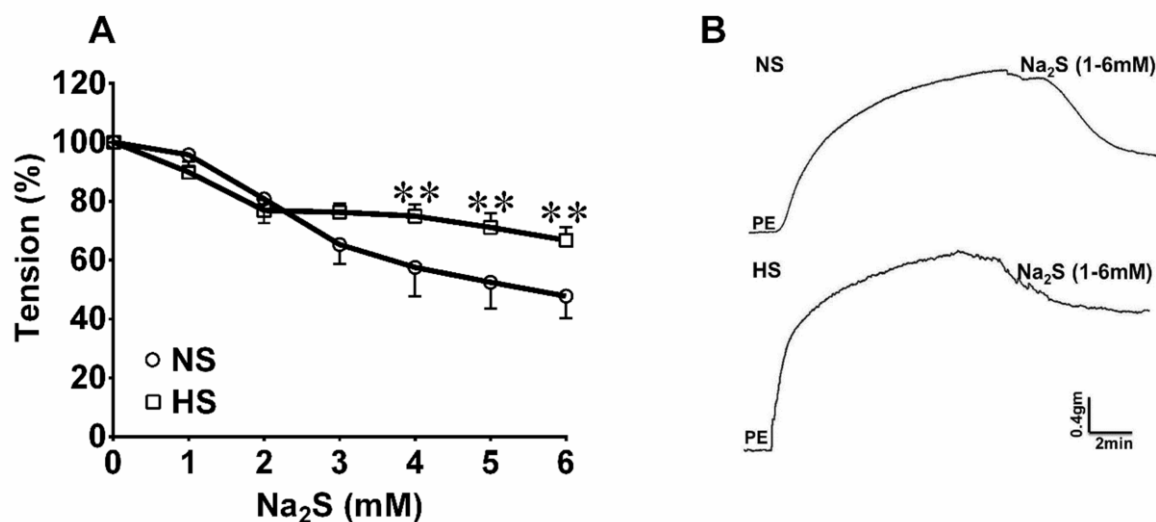 A
Tension (%)
120
100
80
60
40
20
0
** ** **
NS
HS
0 1 2 3 4 5 6
Na₂S (mM)
B
NS
Na₂S (1-6mM)
PE
HS
Na₂S (1-6mM)
PE
0.4gm
2min